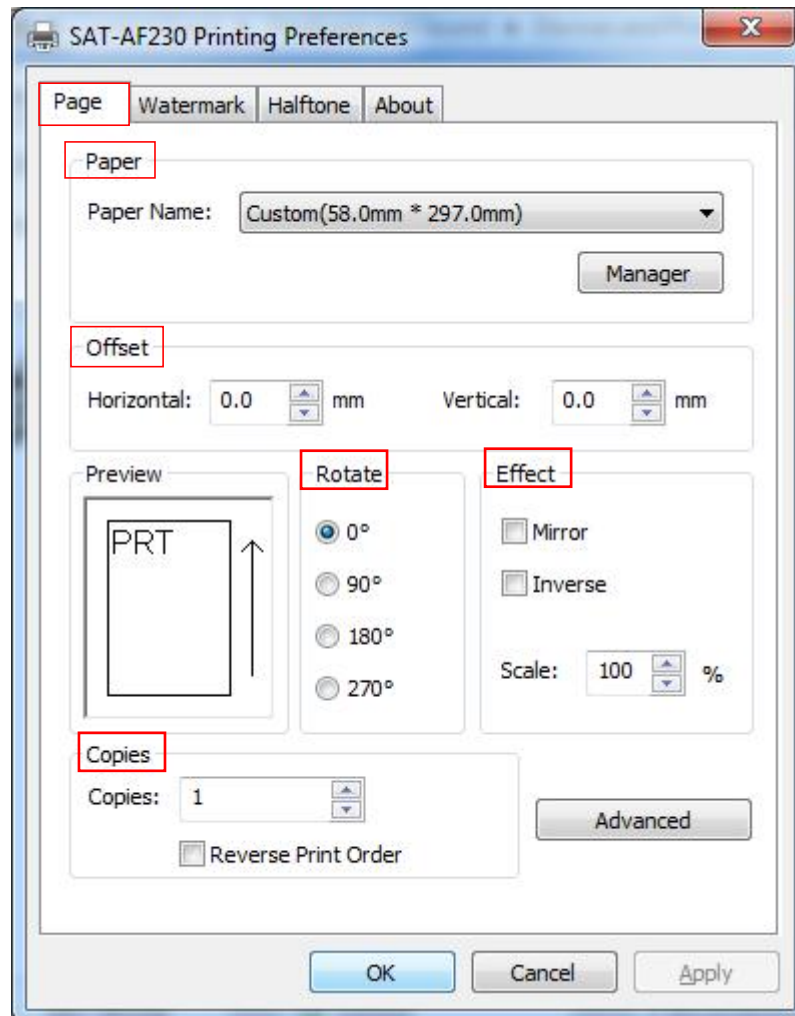 SAT-AF230 Printing Preferences
Page Watermark Halftone About
Paper
Paper Name: Custom(58.0mm * 297.0mm)
Manager
Offset
Horizontal: 0.0 mm Vertical: 0.0 mm
Preview Rotate Effect
PRT
0° Mirror
90° Inverse
180°
Scale: 100 %
270°
Copies
Copies: 1
Advanced
Reverse Print Order
OK Cancel Apply